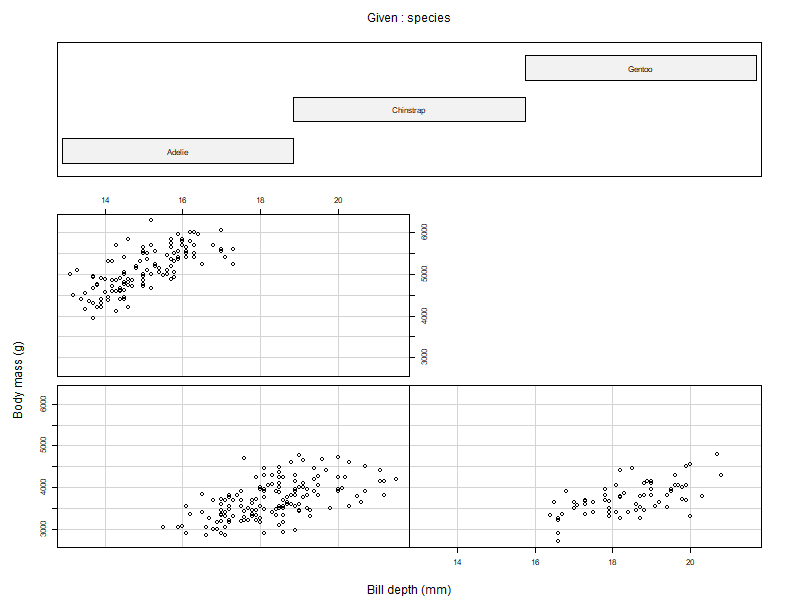 Given : species
Gentoo
Chinstrap
Adelie
14 16 18 20
6000
5000
4000
3000
Body mass (g)
6000
5000
4000
3000
14 16 18 20
Bill depth (mm)